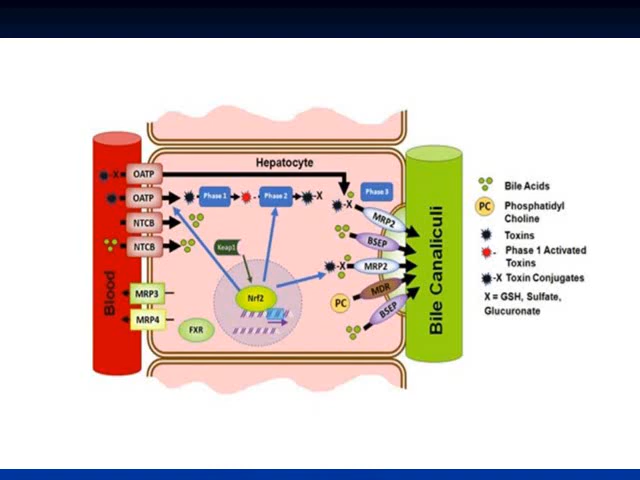 Hepatocyte
X
OATP
OATP
NTCB
NTCB
MRP3
MRP4
Blood
Phase 1
-
Phase 2
-X
Phase 3
-X
Keap1
Nrf2
FXR
-X
PC
MRP2
BSEP
MRP2
MDR
BSEP
Bile Canaliculi
Bile Acids
PC
Phosphatidyl
Choline
Toxins
- Phase 1 Activated
Toxins
-X Toxin Conjugates
X = GSH, Sulfate,
Glucuronate